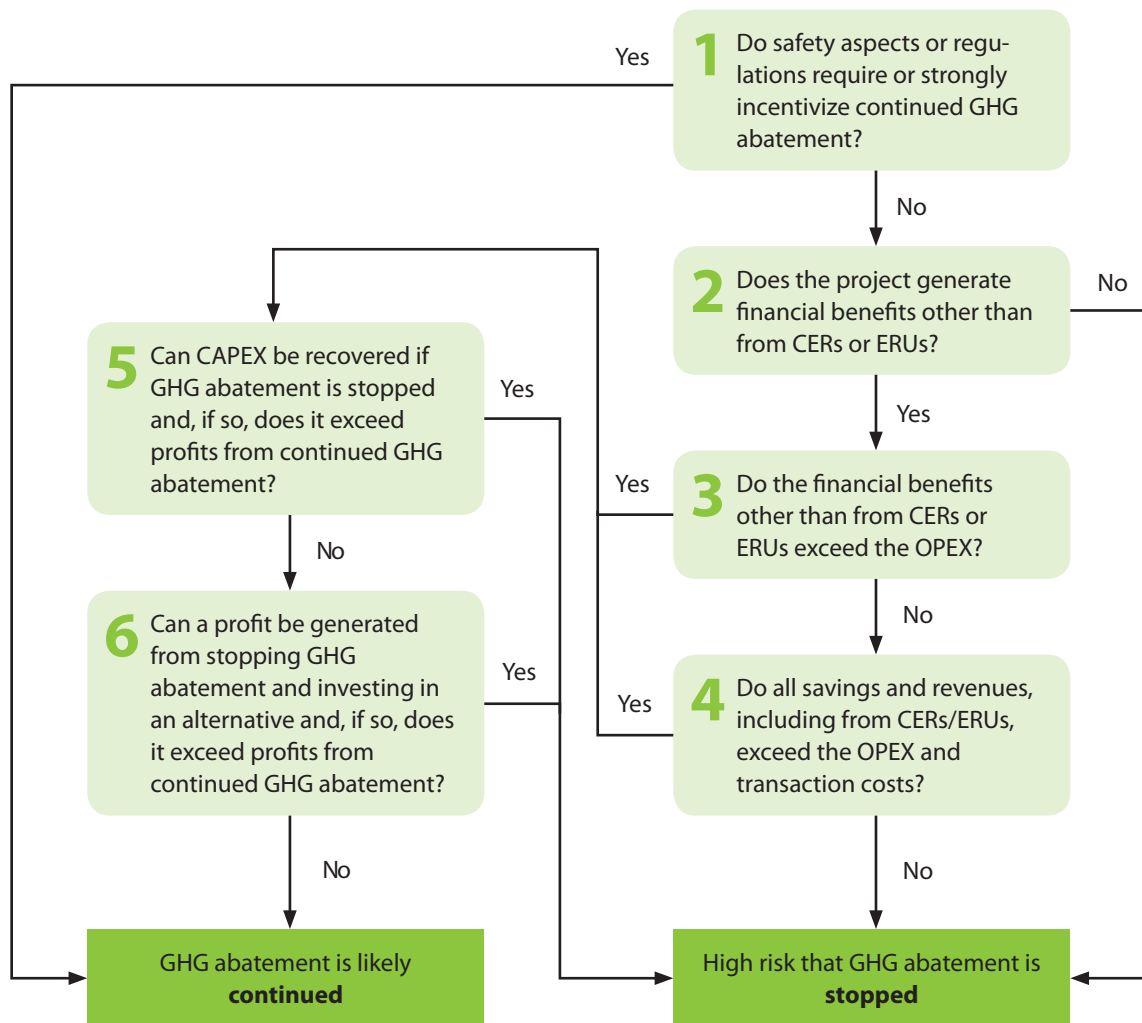 Yes
1 Do safety aspects or regu-
lations require or strongly
incentivize continued GHG
abatement?
No
2 Does the project generate
financial benefits other than
from CERs or ERUs?
No
Yes
3 Do the financial benefits
other than from CERs or
ERUs exceed the OPEX?
Yes
No
4 Do all savings and revenues,
including from CERs/ERUs,
exceed the OPEX and
transaction costs?
Yes
No
5 Can CAPEX be recovered if
GHG abatement is stopped
and, if so, does it exceed
profits from continued GHG
abatement?
Yes
No
6 Can a profit be generated
from stopping GHG
abatement and investing in
an alternative and, if so, does
it exceed profits from
continued GHG abatement?
Yes
No
GHG abatement is likely
continued
High risk that GHG abatement is
stopped